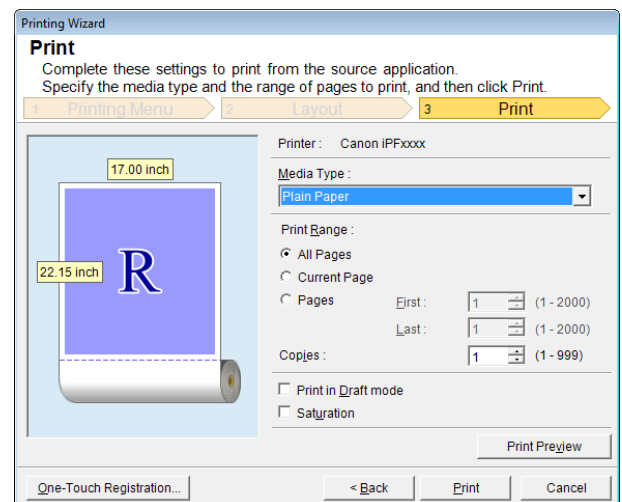 Printing Wizard
Print
Complete these settings to print from the source application.
Specify the media type and the range of pages to print, and then click Print.
1 Printing Menu 2 Layout 3 Print
Printer : Canon iPFxxxx
17.00 inch
Media Type :
Plain Paper
Print Range :
All Pages
22.15 inch
R
Current Page
Pages First : 1 (1 - 2000)
Last : 1 (1 - 2000)
Copies : 1 (1 - 999)
Print in Draft mode
Saturation
Print Preview
One-Touch Registration... < Back Print Cancel